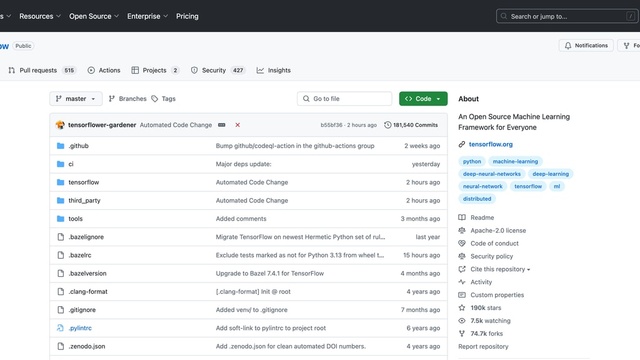 s Resources Open Source Enterprise Pricing Search or jump to... /
ow Public Notifications Fo
Pull requests 515 Actions Projects 2 Security 427 Insights
master Branches Tags Go to file Code
tensorflower-gardener Automated Code Change b55bf36 · 2 hours ago 181,540 Commits
.github Bump github/codeql-action in the github-actions group 2 weeks ago
ci Major deps update: yesterday
tensorflow Automated Code Change 2 hours ago
third_party Automated Code Change 2 hours ago
tools Added comments 3 months ago
.bazelignore Migrate TensorFlow on newest Hermetic Python set of rul... last year
.bazelrc Exclude tests marked as not for Python 3.13 from wheel t... 15 hours ago
.bazelversion Upgrade to Bazel 7.4.1 for TensorFlow 4 months ago
.clang-format [.clang-format] Init @ root 4 years ago
.gitignore Added venv/ to .gitignore 7 months ago
.pylintrc Add soft-link to pylintrc to project root 6 years ago
.zenodo.json Add .zenodo.json for clean automated DOI numbers. 4 years ago
About
An Open Source Machine Learning
Framework for Everyone
tensorflow.org
python machine-learning
deep-neural-networks deep-learning
neural-network tensorflow ml
distributed
Readme
Apache-2.0 license
Code of conduct
Security policy
Cite this repository
Activity
Custom properties
190k stars
7.5k watching
74.7k forks
Report repository